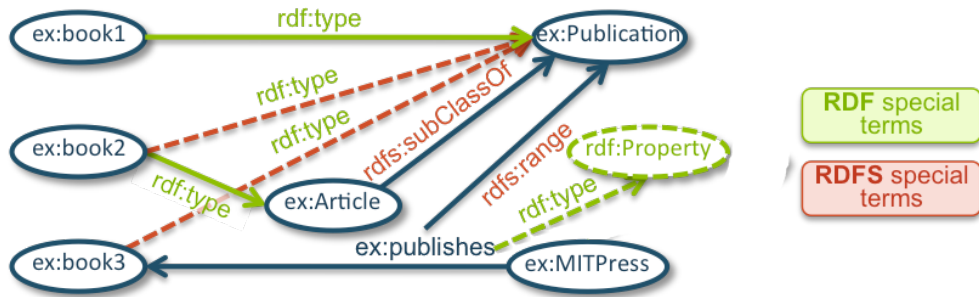 rdf:type
ex:book1
ex:Publication
rdf:type
rdfs:subClassOf
rdf:type
RDF special
terms
ex:book2
rdfs:range
rdf:Property
rdf:type
RDFS special
terms
ex:Article
rdf:type
ex:publishes
ex:book3
ex:MITPress